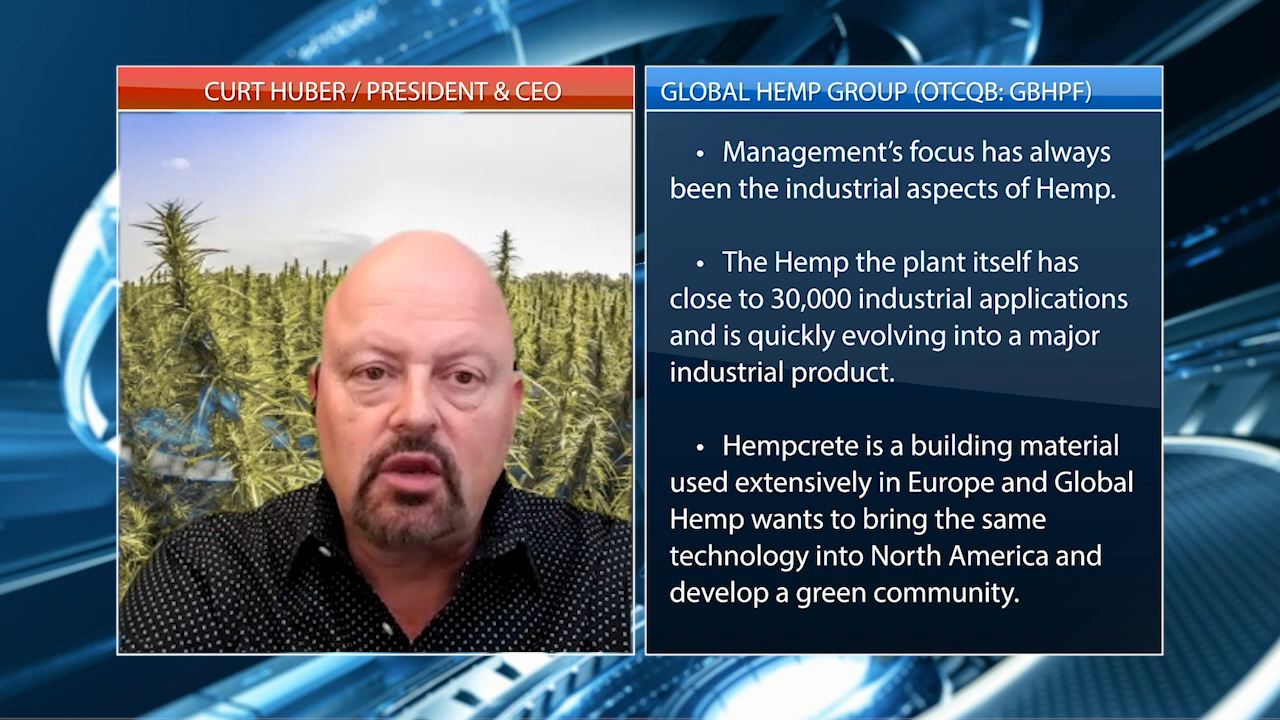 CURT HUBER / PRESIDENT & CEO
GLOBAL HEMP GROUP (OTCQB: GBHPF)
• Management’s focus has always
been the industrial aspects of Hemp.
• The Hemp the plant itself has
close to 30,000 industrial applications
and is quickly evolving into a major
industrial product.
• Hempcrete is a building material
used extensively in Europe and Global
Hemp wants to bring the same
technology into North America and
develop a green community.